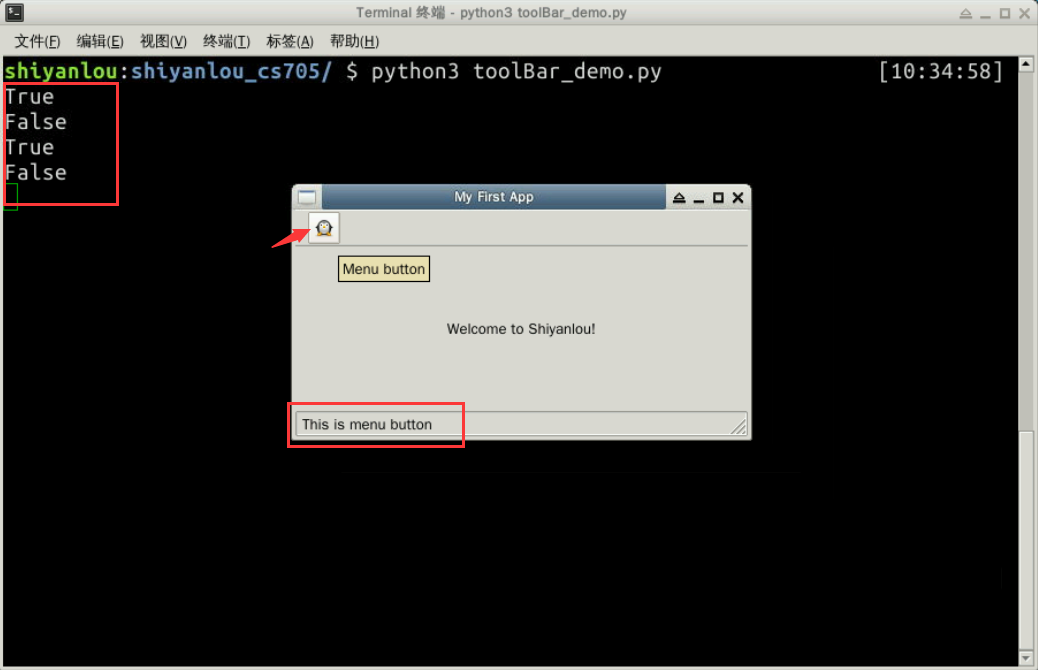 Terminal 终端 - python3 toolBar_demo.py
文件(F) 编辑(E) 视图(V) 终端(T) 标签(A) 帮助(H)
shiyanlou:shiyanlou_cs705/ $ python3 toolBar_demo.py [10:34:58]
True
False
True
False
My First App
Menu button
Welcome to Shiyanlou!
This is menu button